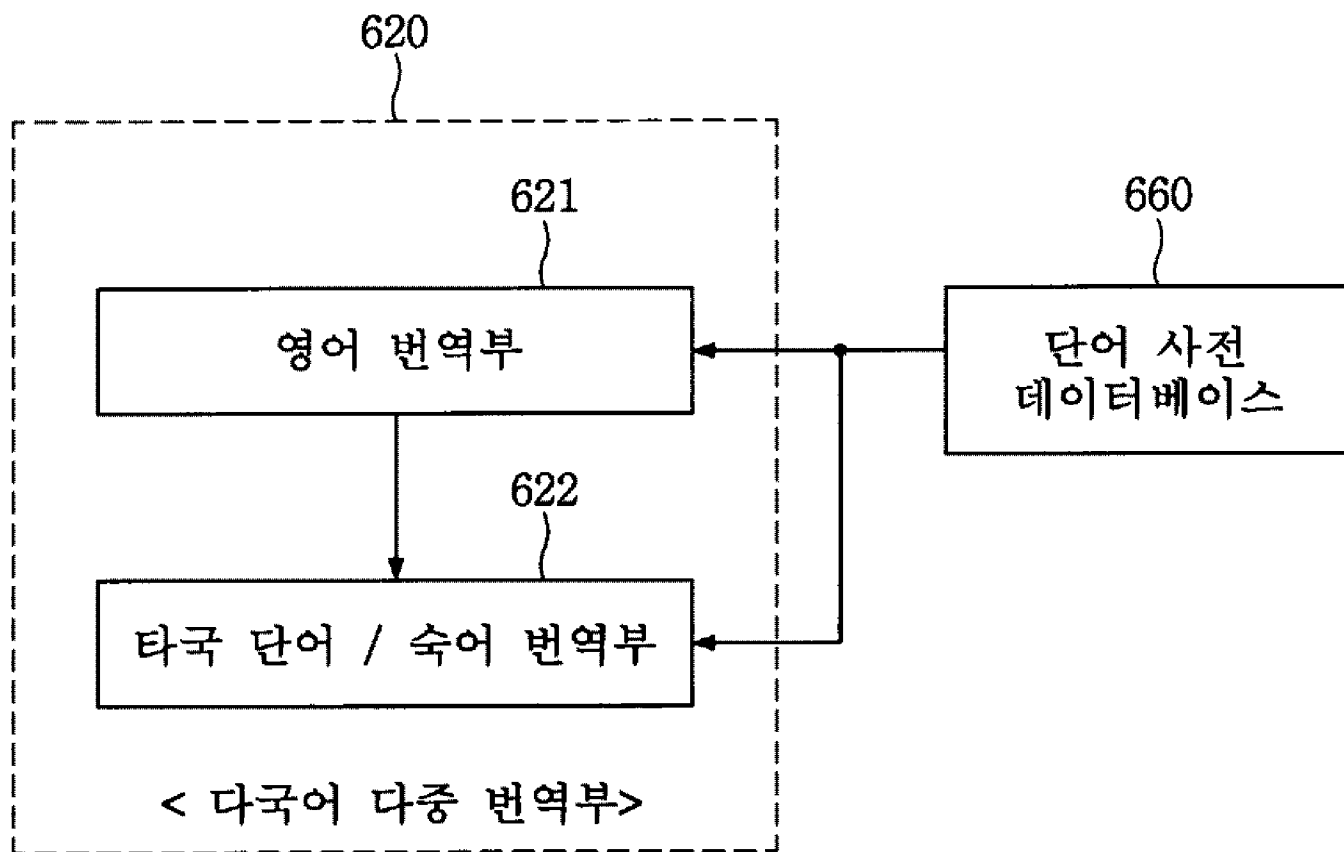 620
621
660
영어 번역부
단어 사전
데이터베이스
622
타국 단어 / 숙어 번역부
< 다국어 다중 번역부>